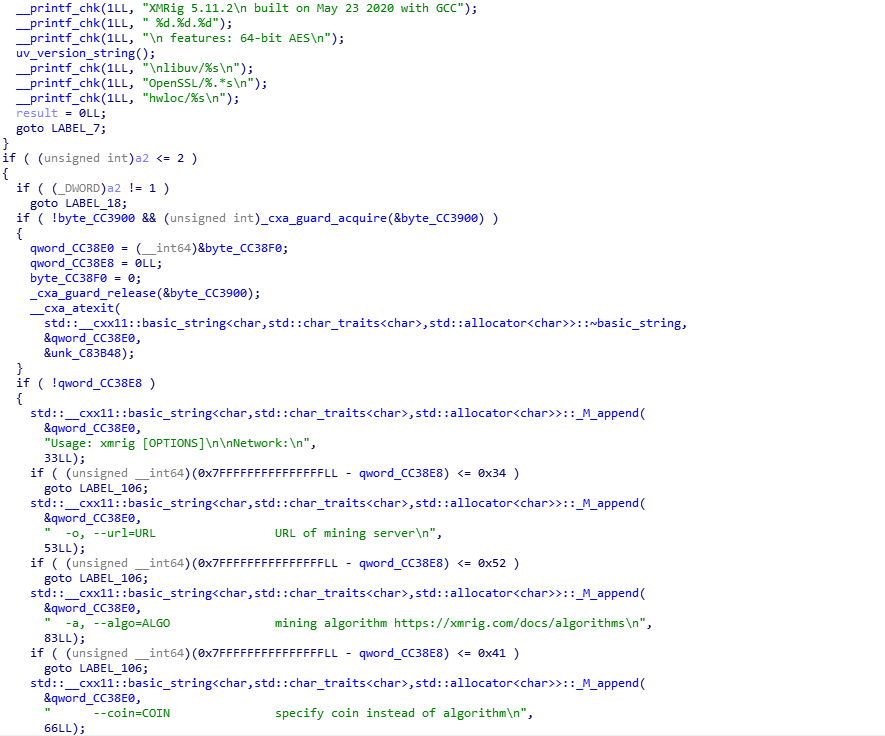 __printf_chk(1LL, "XMRig 5.11.2\n built on May 23 2020 with GCC");
__printf_chk(1LL, " %d.%d.%d");
__printf_chk(1LL, "\n features: 64-bit AES\n");
uv_version_string();
__printf_chk(1LL, "\nlibuv/%s\n");
__printf_chk(1LL, "OpenSSL/%.*s\n");
__printf_chk(1LL, "hwloc/%s\n");
result = 0LL;
goto LABEL_7;
}
if ( (unsigned int)a2 <= 2 )
{
if ( (_DWORD)a2 != 1 )
goto LABEL_18;
if ( !byte_CC3900 && (unsigned int)_cxa_guard_acquire(&byte_CC3900) )
{
qword_CC38E0 = (__int64)&byte_CC38F0;
qword_CC38E8 = 0LL;
byte_CC38F0 = 0;
_cxa_guard_release(&byte_CC3900);
__cxa_atexit(
std::__cxx11::basic_string<char,std::char_traits<char>,std::allocator<char>>::~basic_string,
&qword_CC38E0,
&unk_C83B48);
}
if ( !qword_CC38E8 )
{
std::__cxx11::basic_string<char,std::char_traits<char>,std::allocator<char>>::_M_append(
&qword_CC38E0,
"Usage: xmrig [OPTIONS]\n\nNetwork:\n",
33LL);
if ( (unsigned __int64)(0x7FFFFFFFFFFFFFFFLL - qword_CC38E8) <= 0x34 )
goto LABEL_106;
std::__cxx11::basic_string<char,std::char_traits<char>,std::allocator<char>>::_M_append(
&qword_CC38E0,
"  -o, --url=URL                 URL of mining server\n",
53LL);
if ( (unsigned __int64)(0x7FFFFFFFFFFFFFFFLL - qword_CC38E8) <= 0x52 )
goto LABEL_106;
std::__cxx11::basic_string<char,std::char_traits<char>,std::allocator<char>>::_M_append(
&qword_CC38E0,
"  -a, --algo=ALGO               mining algorithm https://xmrig.com/docs/algorithms\n",
83LL);
if ( (unsigned __int64)(0x7FFFFFFFFFFFFFFFLL - qword_CC38E8) <= 0x41 )
goto LABEL_106;
std::__cxx11::basic_string<char,std::char_traits<char>,std::allocator<char>>::_M_append(
&qword_CC38E0,
"      --coin=COIN               specify coin instead of algorithm\n",
66LL);